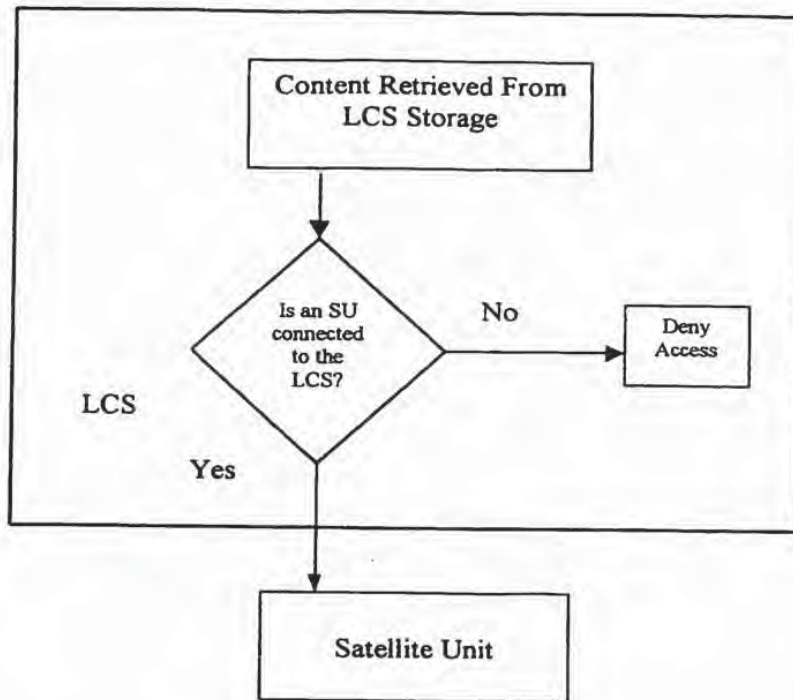 Content Retrieved From
LCS Storage
Is an SU
connected
to the
LCS?
No
Deny
Access
LCS
Yes
Satellite Unit